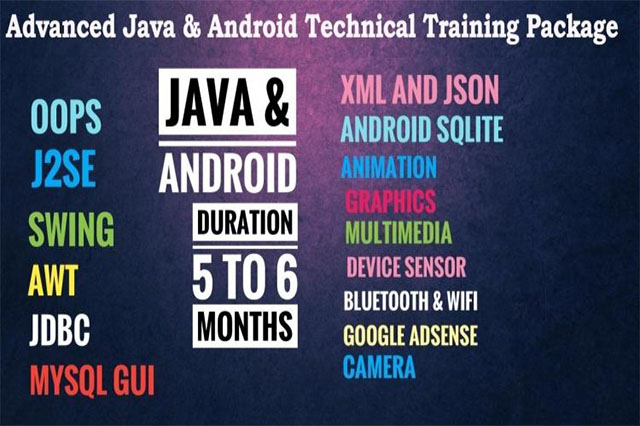 Advanced Java & Android Technical Training Package
OOPS
J2SE
SWING
AWT
JDBC
MYSQL GUI
JAVA &
ANDROID
DURATION
5 TO 6
MONTHS
XML AND JSON
ANDROID SQLITE
ANIMATION
GRAPHICS
MULTIMEDIA
DEVICE SENSOR
BLUETOOTH & WIFI
GOOGLE ADSENSE
CAMERA